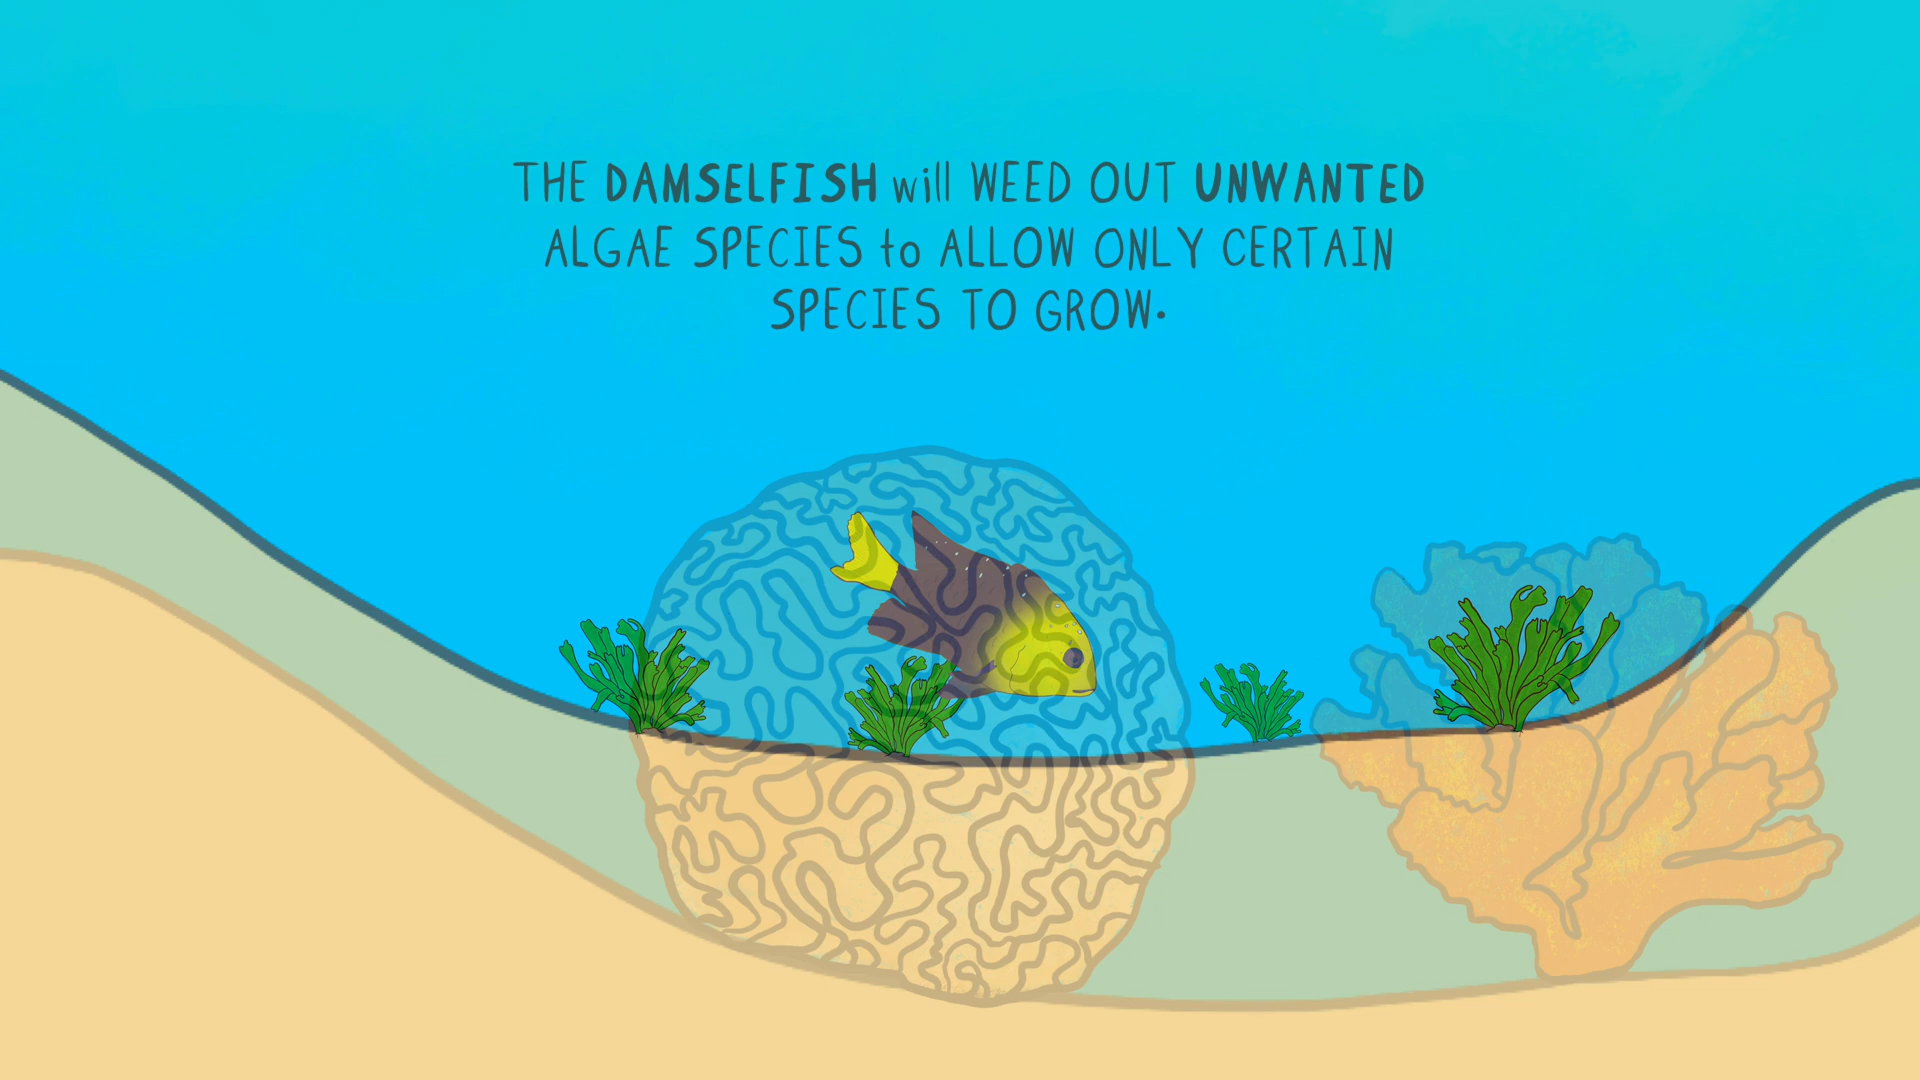 THE DAMSELFISH will WEED OUT UNWANTED
ALGAE SPECIES to ALLOW ONLY CERTAIN
SPECIES TO GROW.